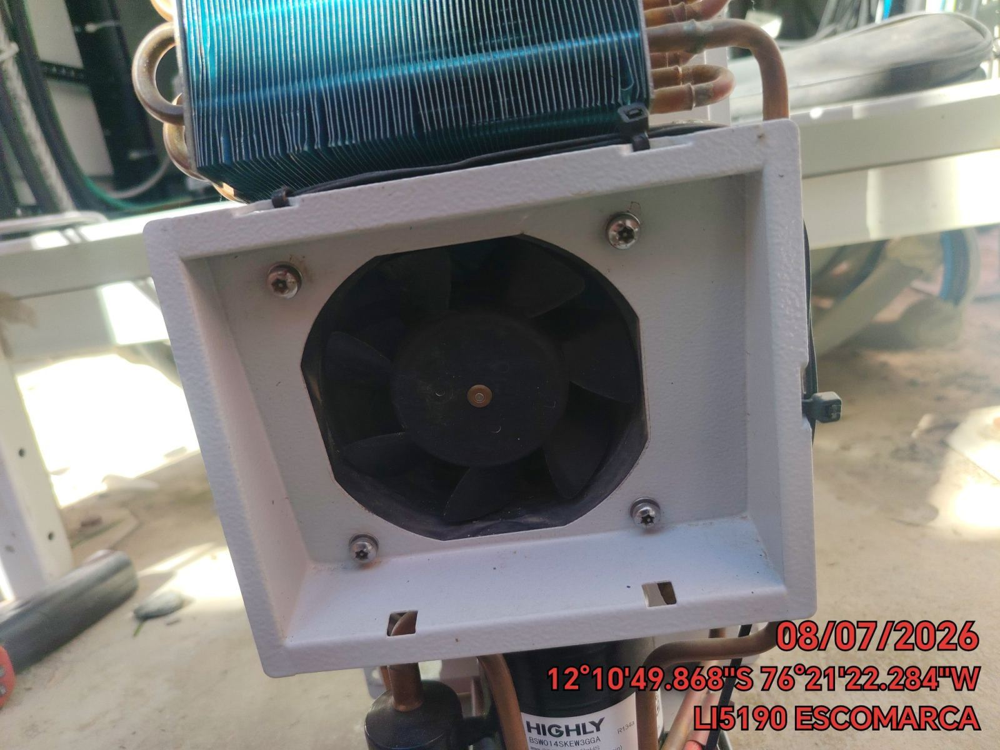 08/07/2026
12°10'49.868"S 76°21'22.284"W
LI5190 ESCOMARCA
HIGHLY
R134a
BSW014SKEW3GGA